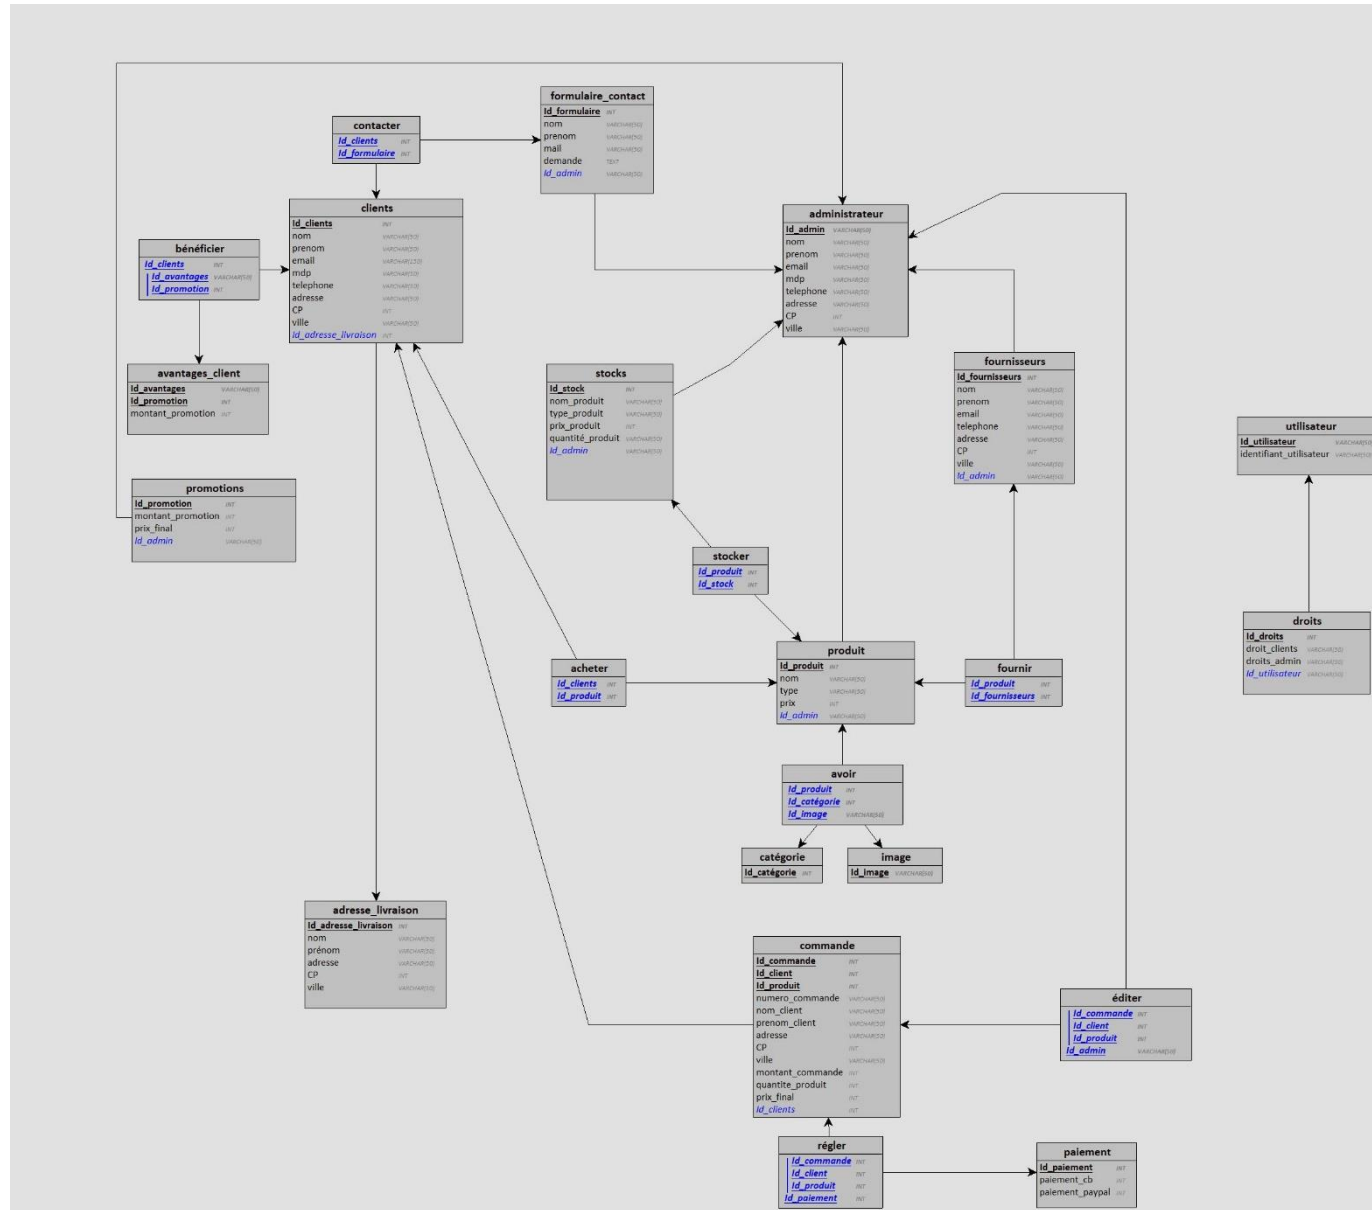 formulaire_contact
Id_formulaire INT
nom VARCHAR(50)
prenom VARCHAR(50)
mail VARCHAR(50)
demande TEXT
Id_admin VARCHAR(50)
contacter
Id_clients INT
Id_formulaire INT
clients
Id_clients INT
nom VARCHAR(50)
prenom VARCHAR(50)
email VARCHAR(150)
mdp VARCHAR(50)
telephone VARCHAR(50)
adresse VARCHAR(50)
CP INT
ville VARCHAR(50)
Id_adresse_livraison INT
administrateur
Id_admin VARCHAR(50)
nom VARCHAR(50)
prenom VARCHAR(50)
email VARCHAR(50)
mdp VARCHAR(50)
telephone VARCHAR(50)
adresse VARCHAR(50)
CP INT
ville VARCHAR(50)
bénéficier
Id_clients INT
Id_avantages VARCHAR(50)
Id_promotion INT
avantages_client
Id_avantages VARCHAR(50)
Id_promotion INT
montant_promotion INT
stocks
Id_stock INT
nom_produit VARCHAR(50)
type_produit VARCHAR(50)
prix_produit INT
quantité_produit VARCHAR(50)
Id_admin VARCHAR(50)
fournisseurs
Id_fournisseurs INT
nom VARCHAR(50)
prenom VARCHAR(50)
email VARCHAR(50)
telephone VARCHAR(50)
adresse VARCHAR(50)
CP INT
ville VARCHAR(50)
Id_admin VARCHAR(50)
utilisateur
Id_utilisateur VARCHAR(50)
identifiant_utilisateur VARCHAR(50)
promotions
Id_promotion INT
montant_promotion INT
prix_final INT
Id_admin VARCHAR(50)
stocker
Id_produit INT
Id_stock INT
droits
Id_droits INT
droit_clients VARCHAR(50)
droits_admin VARCHAR(50)
Id_utilisateur VARCHAR(50)
acheter
Id_clients INT
Id_produit INT
produit
Id_produit INT
nom VARCHAR(50)
type VARCHAR(50)
prix INT
Id_admin VARCHAR(50)
fournir
Id_produit INT
Id_fournisseurs INT
avoir
Id_produit INT
Id_catégorie INT
Id_image VARCHAR(50)
catégorie
Id_catégorie INT
image
Id_image VARCHAR(50)
adresse_livraison
Id_adresse_livraison INT
nom VARCHAR(50)
prénom VARCHAR(50)
adresse VARCHAR(50)
CP INT
ville VARCHAR(50)
commande
Id_commande INT
Id_client INT
Id_produit INT
numero_commande VARCHAR(50)
nom_client VARCHAR(50)
prenom_client VARCHAR(50)
adresse VARCHAR(50)
CP INT
ville VARCHAR(50)
montant_commande INT
quantite_produit INT
prix_final INT
Id_clients INT
éditer
Id_commande INT
Id_client INT
Id_produit INT
Id_admin VARCHAR(50)
régler
Id_commande INT
Id_client INT
Id_produit INT
Id_paiement INT
paiement
Id_paiement INT
paiement_cb INT
paiement_paypal INT